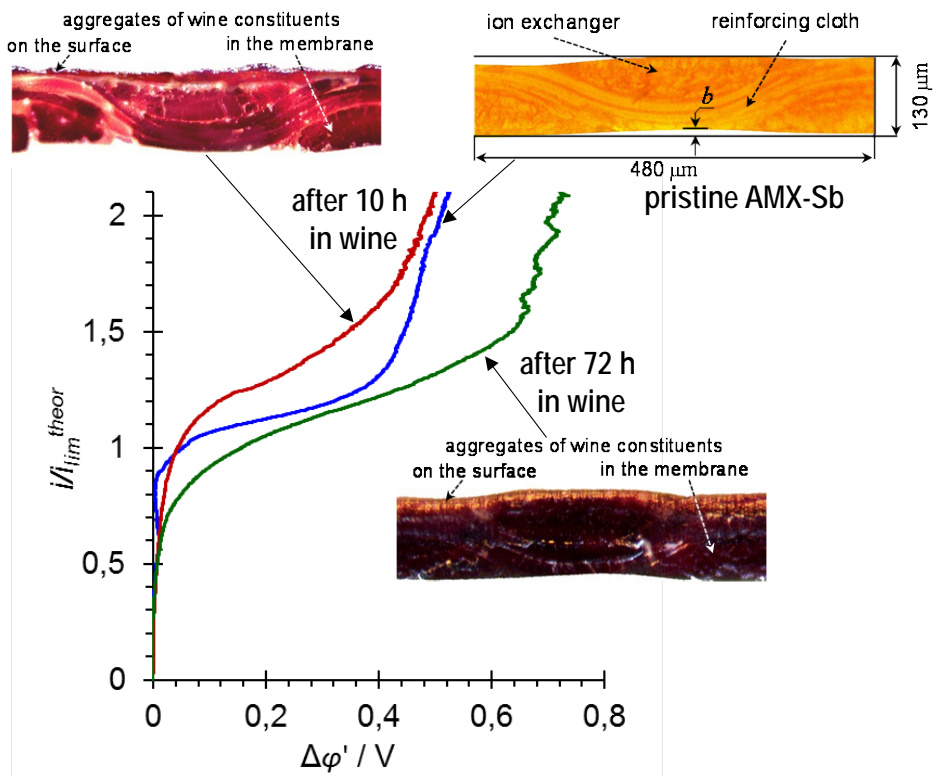 aggregates of wine constituents
on the surface
in the membrane
ion exchanger
reinforcing cloth
b
130 μm
480 μm
pristine AMX-Sb
after 10 h
in wine
after 72 h
in wine
aggregates of wine constituents
on the surface
in the membrane
2
1,5
1
0,5
0
i/i_lim^theor
0
0,2
0,4
0,6
0,8
Δφ' / V